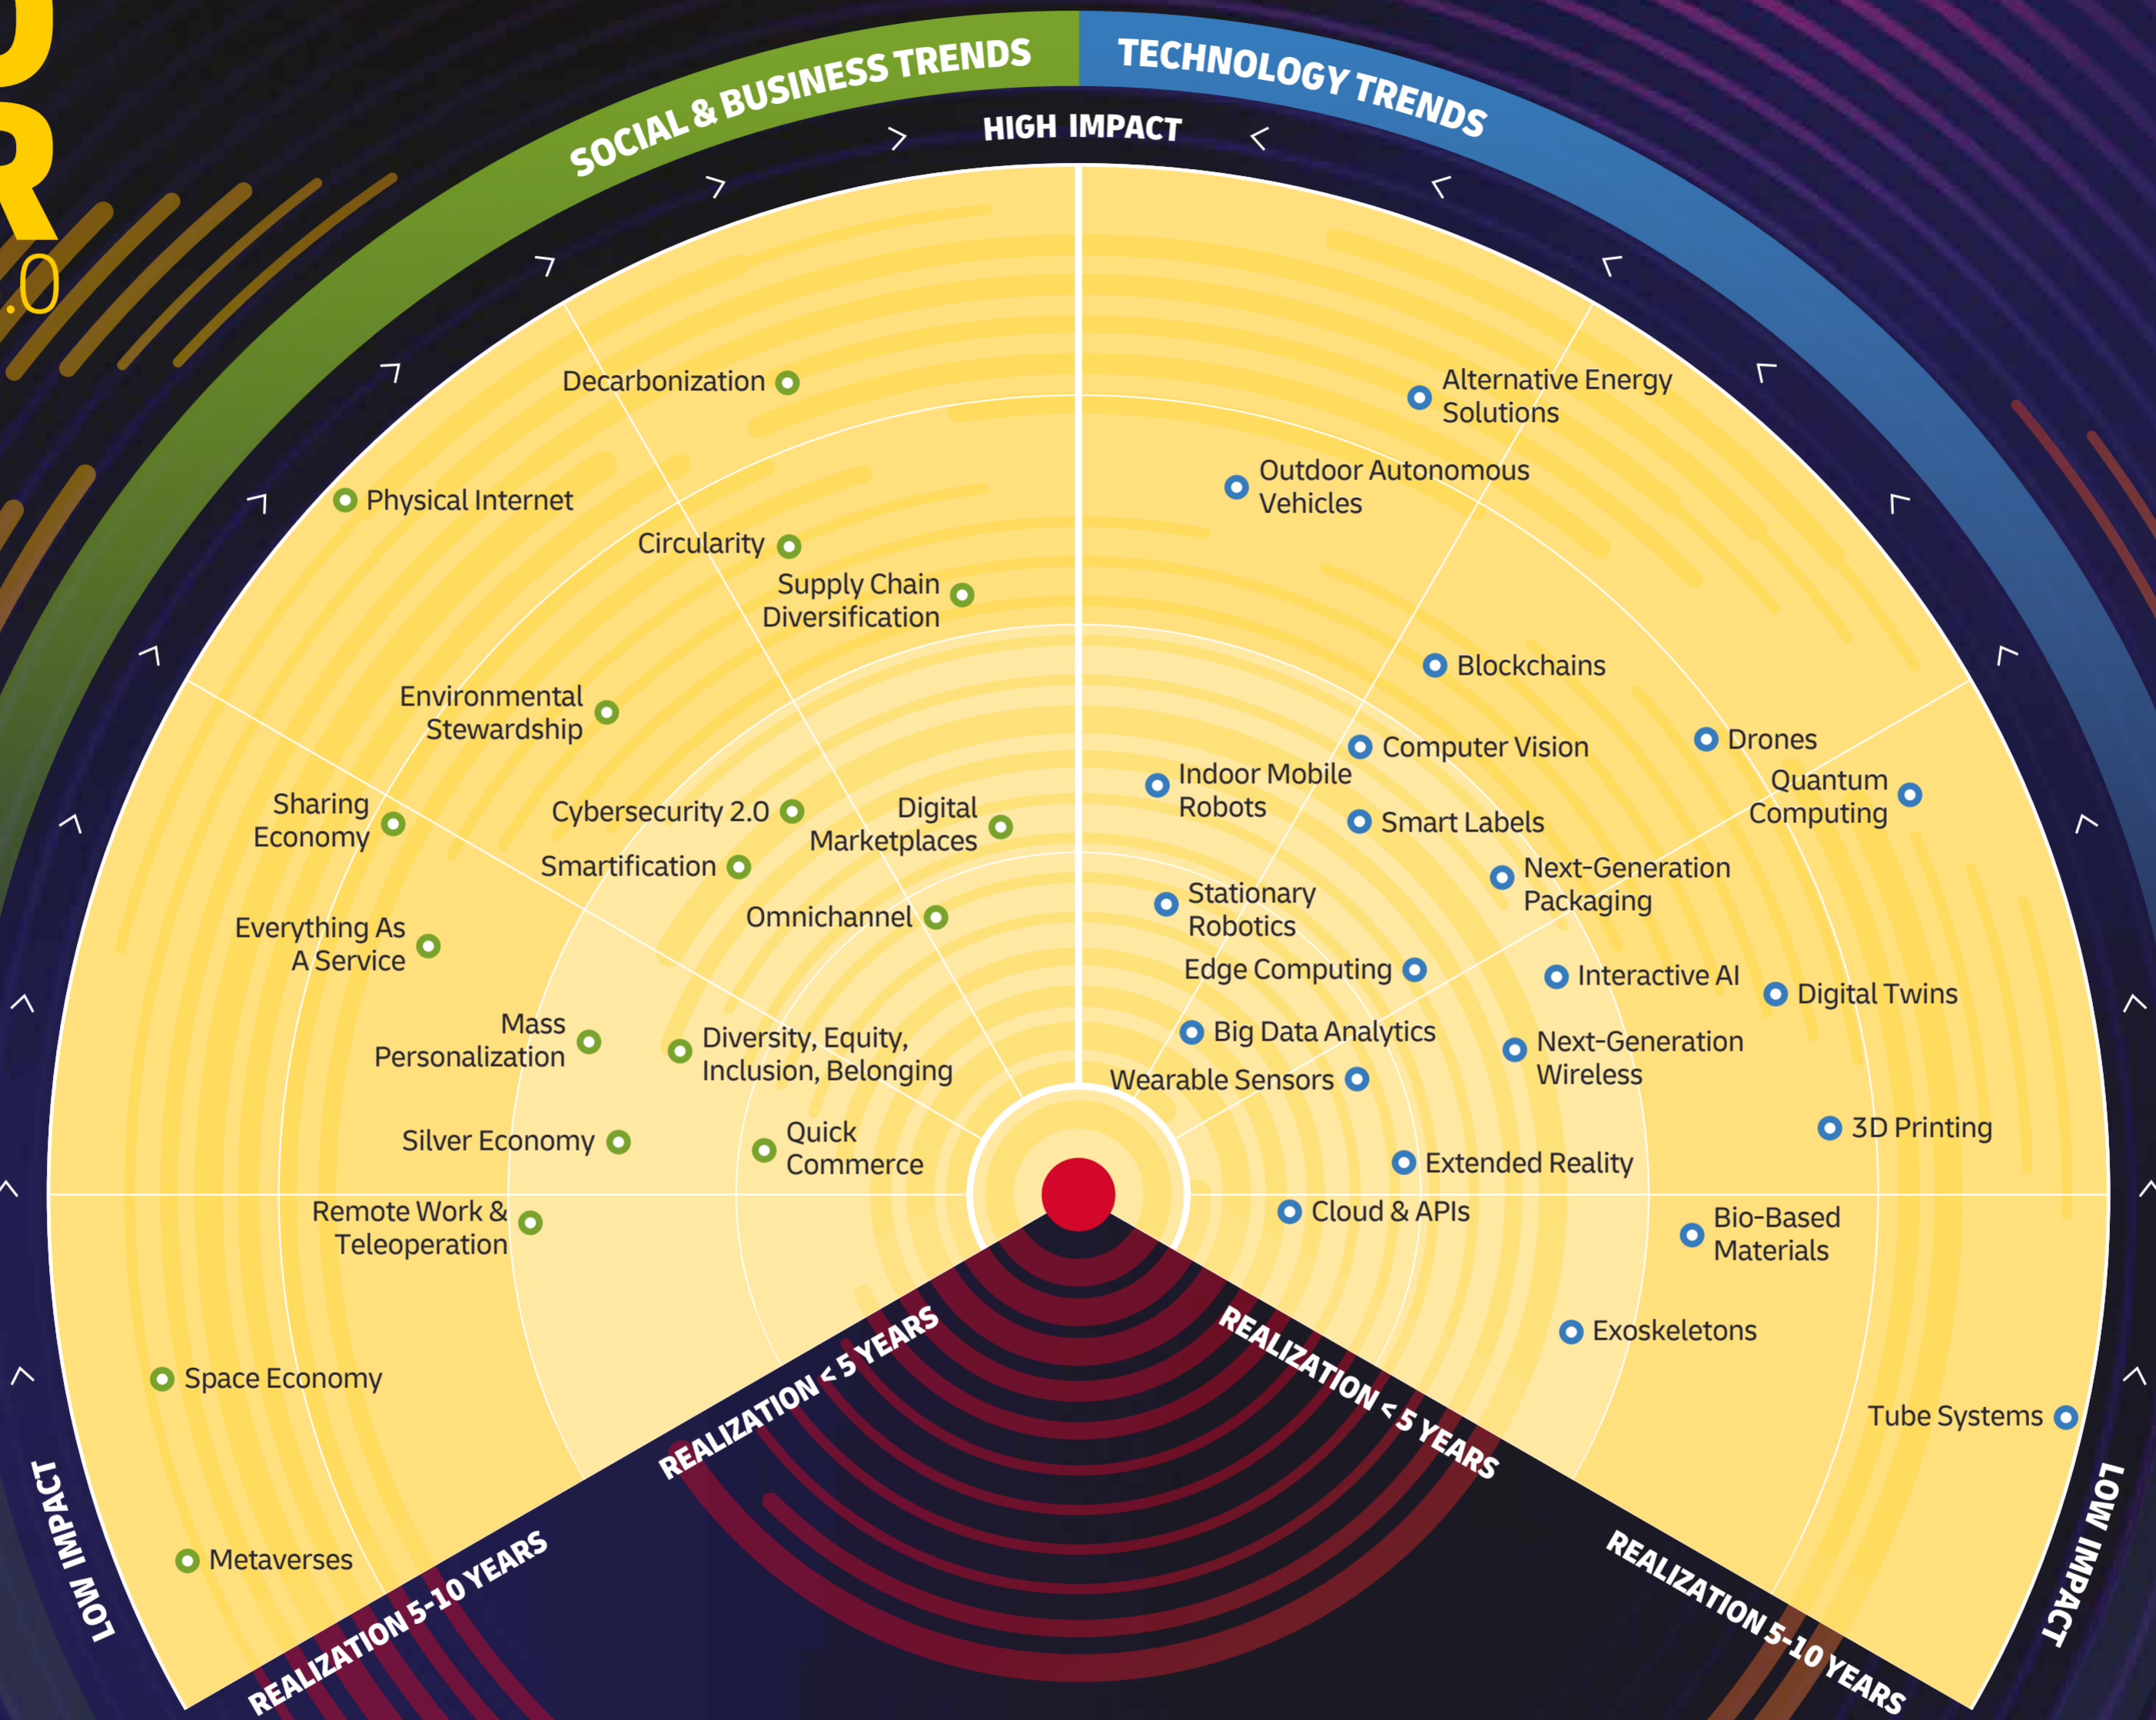 R
.0
SOCIAL & BUSINESS TRENDS
TECHNOLOGY TRENDS
HIGH IMPACT
Decarbonization
Alternative Energy
Solutions
Physical Internet
Outdoor Autonomous
Vehicles
Circularity
Supply Chain
Diversification
Environmental
Stewardship
Blockchains
Computer Vision
Drones
Sharing
Economy
Cybersecurity 2.0
Digital
Marketplaces
Indoor Mobile
Robots
Quantum
Computing
Smart Labels
Smartification
Next-Generation
Packaging
Omnichannel
Stationary
Robotics
Everything As
A Service
Edge Computing
Interactive AI
Digital Twins
Mass
Personalization
Diversity, Equity,
Inclusion, Belonging
Big Data Analytics
Next-Generation
Wireless
Wearable Sensors
Silver Economy
Quick
Commerce
Extended Reality
3D Printing
Remote Work &
Teleoperation
Cloud & APIs
Bio-Based
Materials
Exoskeletons
Space Economy
Tube Systems
REALIZATION < 5 YEARS
REALIZATION < 5 YEARS
Metaverses
LOW IMPACT
LOW IMPACT
REALIZATION 5-10 YEARS
REALIZATION 5-10 YEARS